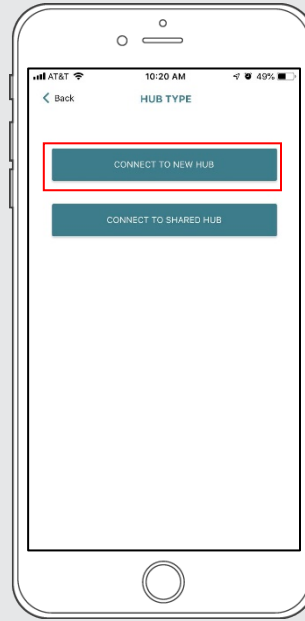 AT&T 10:20 AM 49%
Back HUB TYPE
CONNECT TO NEW HUB
CONNECT TO SHARED HUB